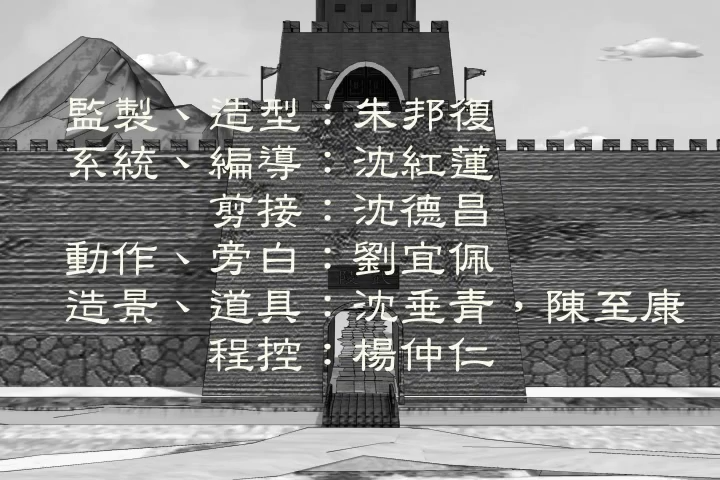 監製、造型：朱邦復
系統、編導：沈紅蓮
剪接：沈德昌
動作、旁白：劉宜佩
造景、道具：沈垂青，陳至康
程控：楊仲仁